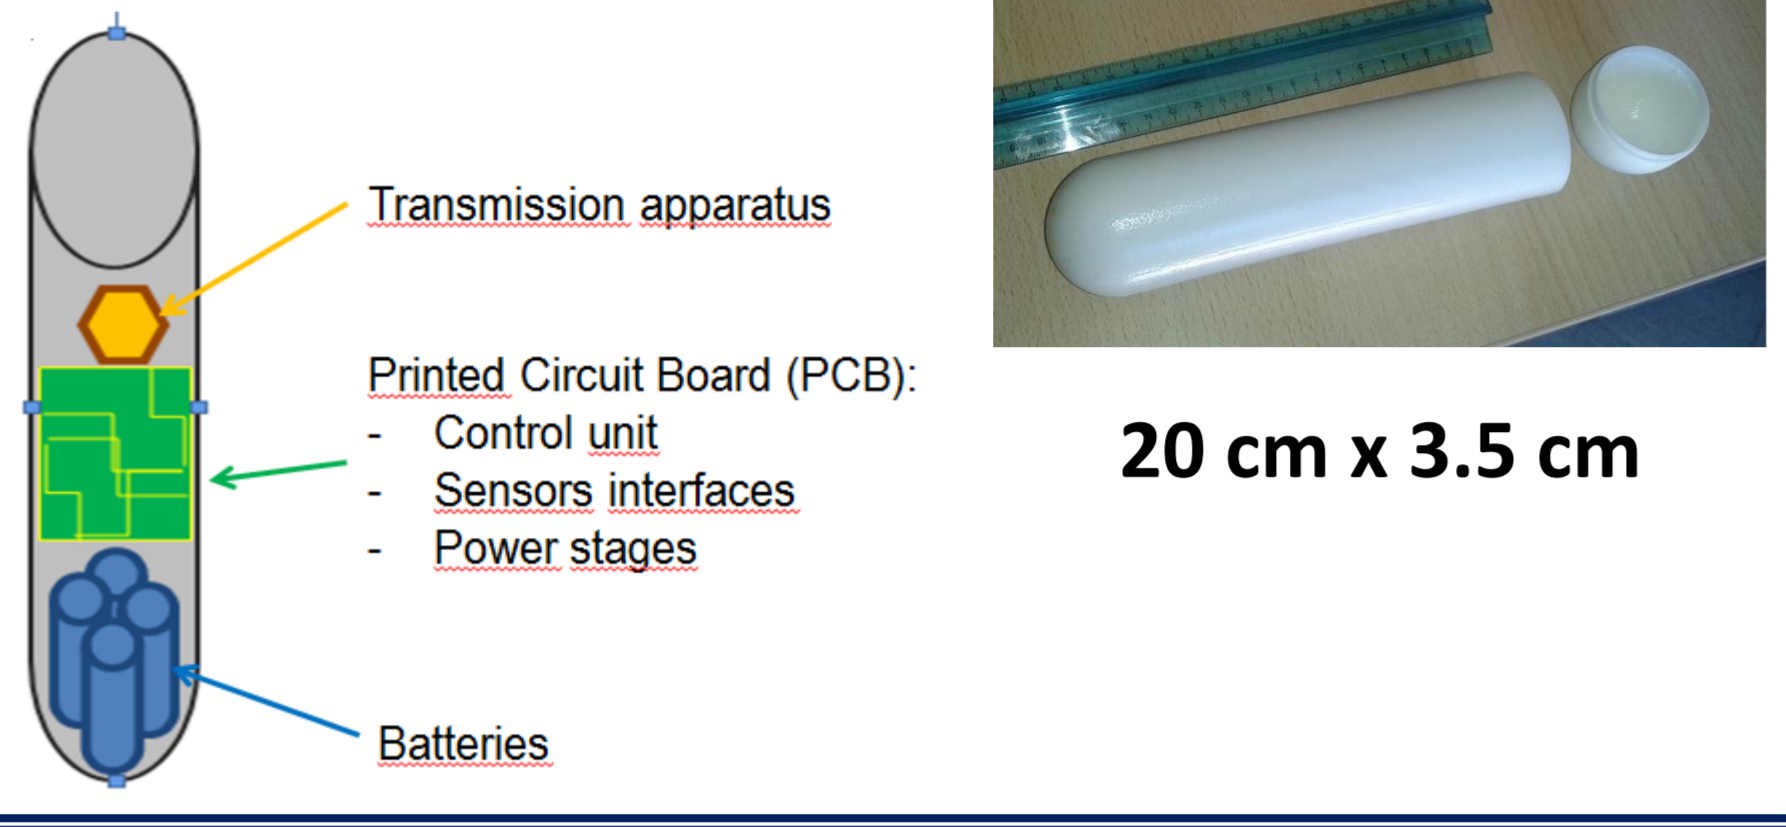 Transmission apparatus
Printed Circuit Board (PCB):
- Control unit
- Sensors interfaces
- Power stages
Batteries
20 cm x 3.5 cm